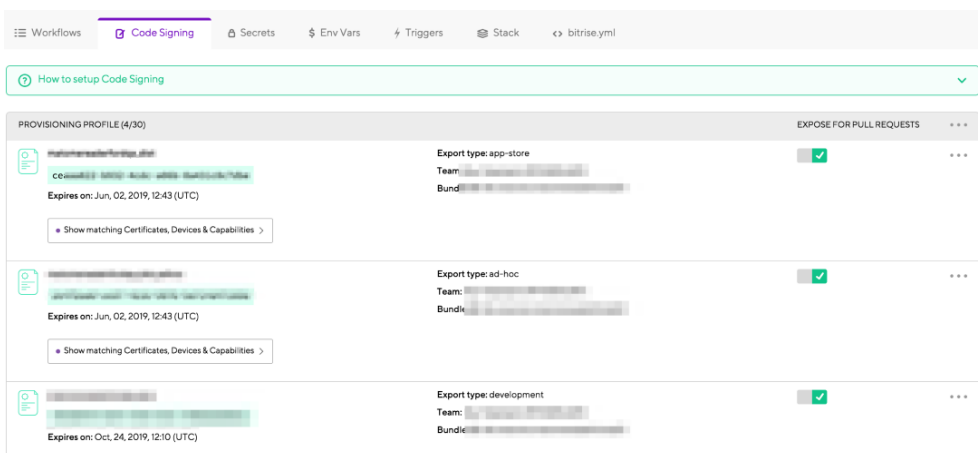 Workflows Code Signing Secrets $ Env Vars Triggers Stack <> bitrise.yml
How to setup Code Signing
PROVISIONING PROFILE (4/30) EXPOSE FOR PULL REQUESTS
Export type: app-store
Team
Expires on: Jun, 02, 2019, 12:43 (UTC) Bund
Show matching Certificates, Devices & Capabilities >
Export type: ad-hoc
Team:
Expires on: Jun, 02, 2019, 12:43 (UTC) Bundle
Show matching Certificates, Devices & Capabilities >
Export type: development
Team:
Expires on: Oct, 24, 2019, 12:10 (UTC) Bundle